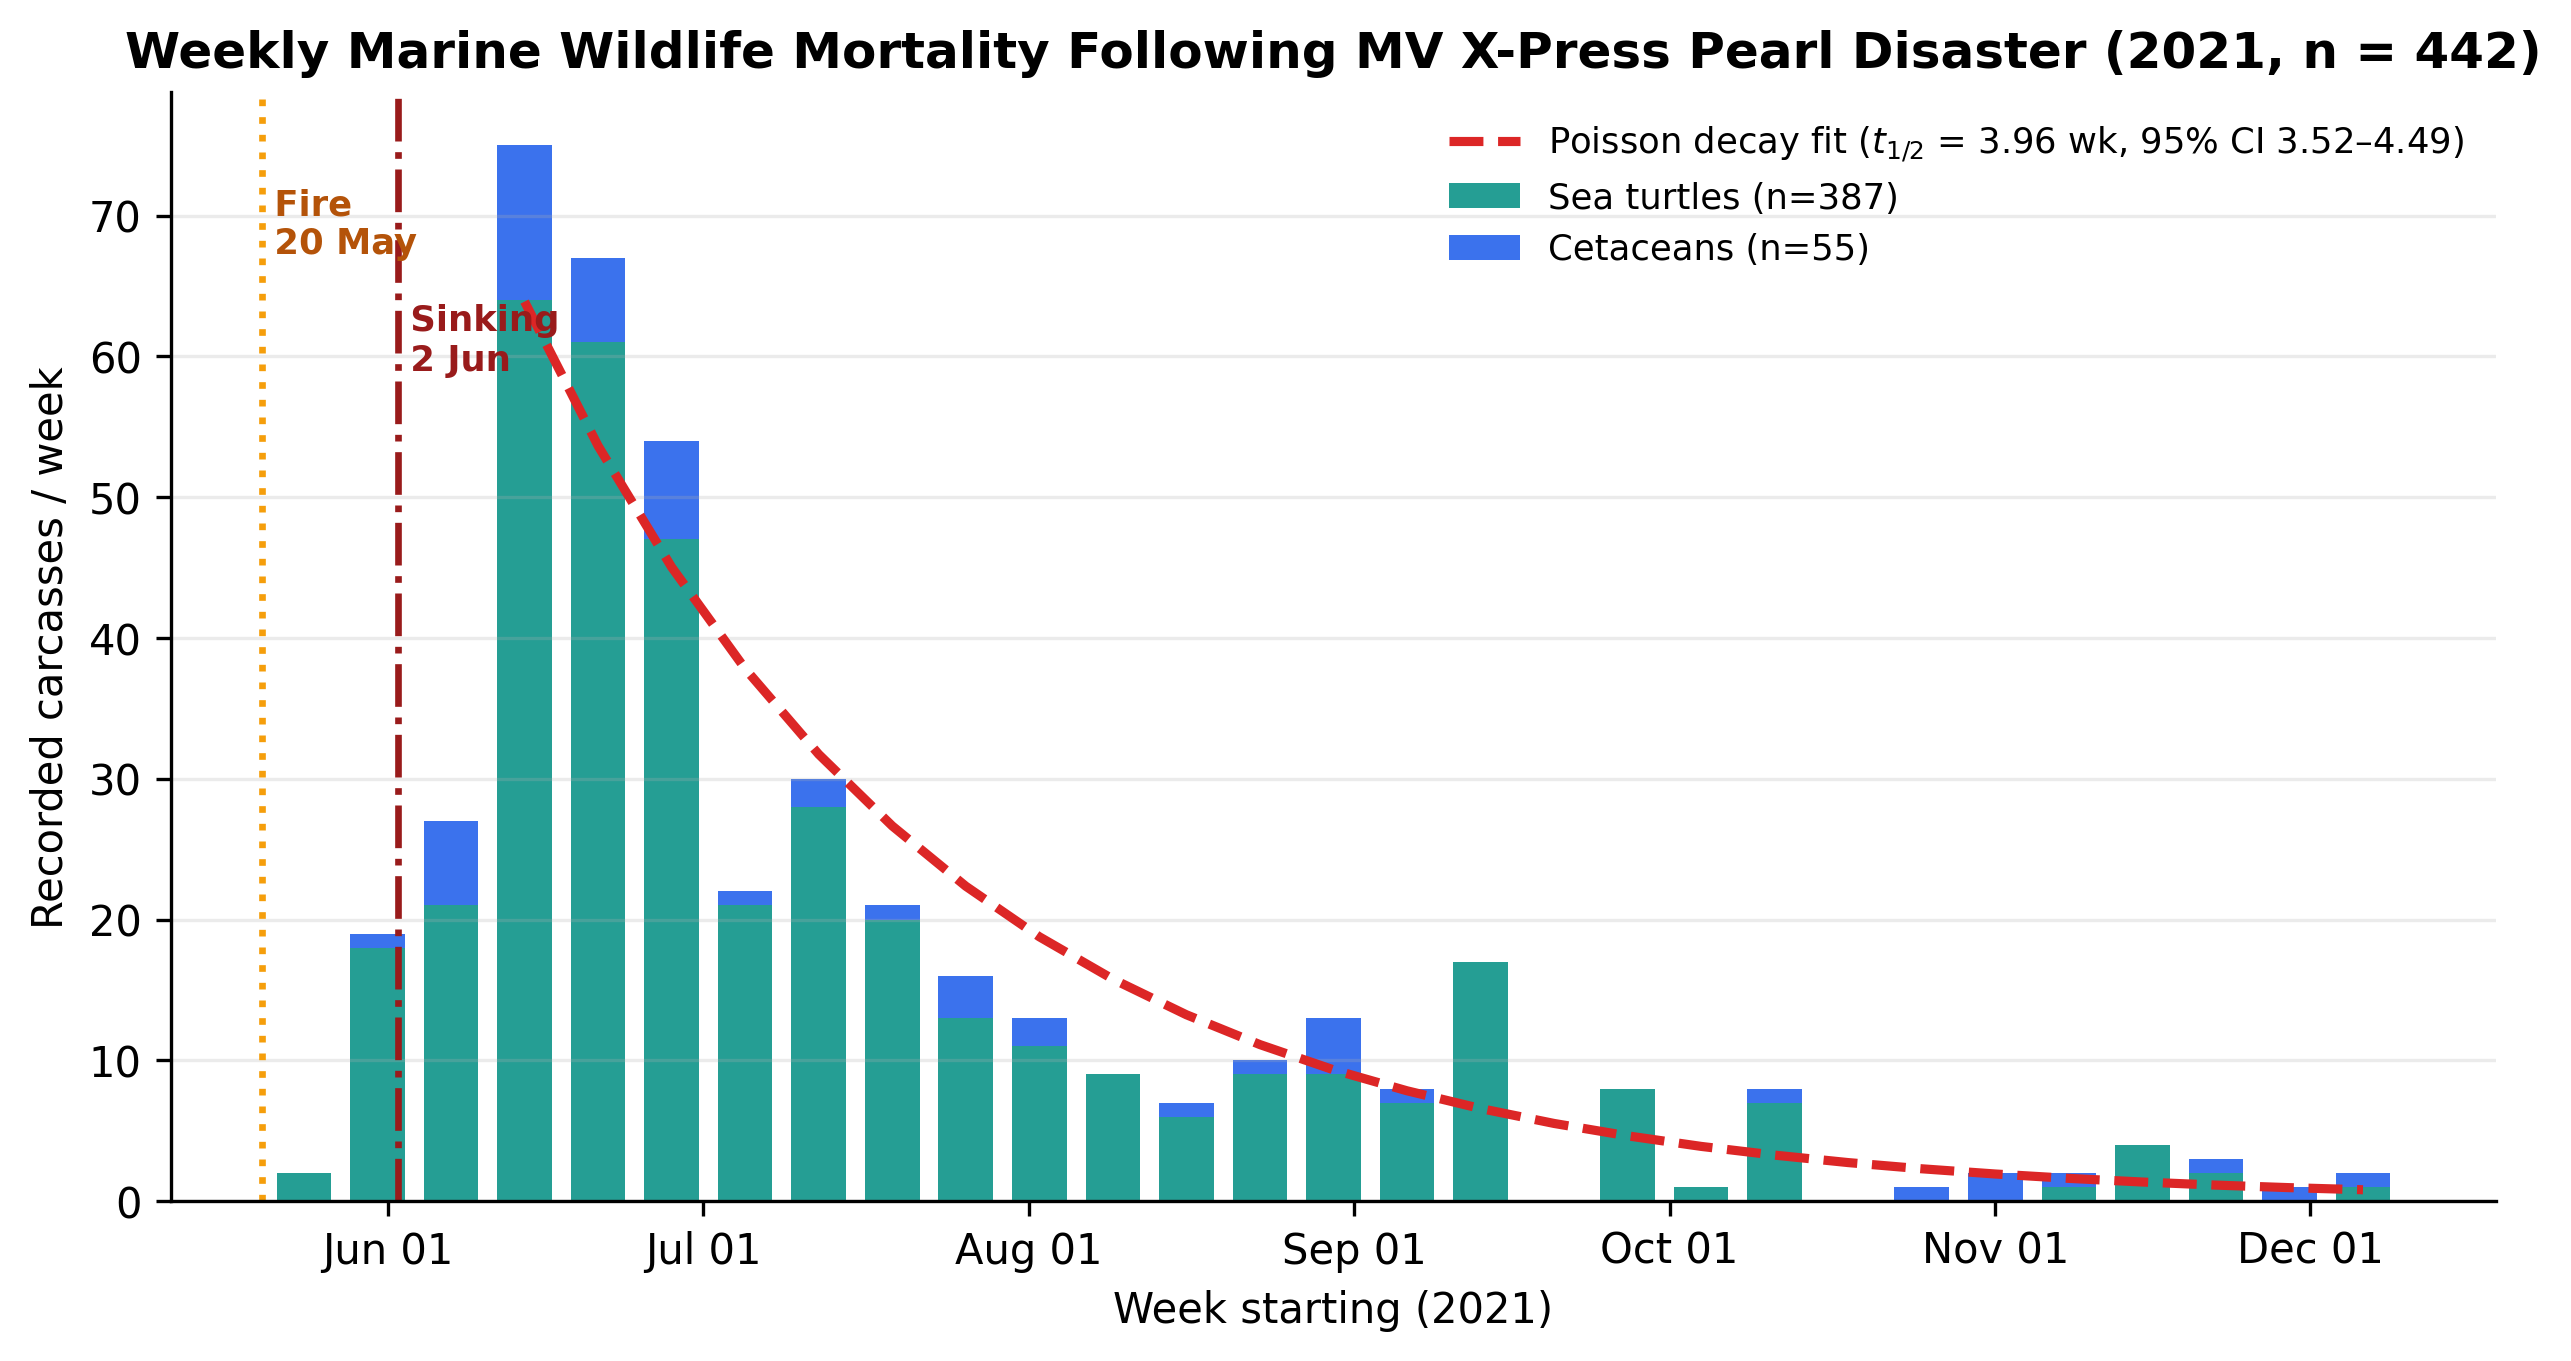 Weekly Marine Wildlife Mortality Following MV X-Press Pearl Disaster (2021, n = 442)
Poisson decay fit (t1/2 = 3.96 wk, 95% CI 3.52–4.49)
Sea turtles (n=387)
Cetaceans (n=55)
Fire
20 May
Sinking
2 Jun
Recorded carcasses / week
70
60
50
40
30
20
10
0
Jun 01 Jul 01 Aug 01 Sep 01 Oct 01 Nov 01 Dec 01
Week starting (2021)